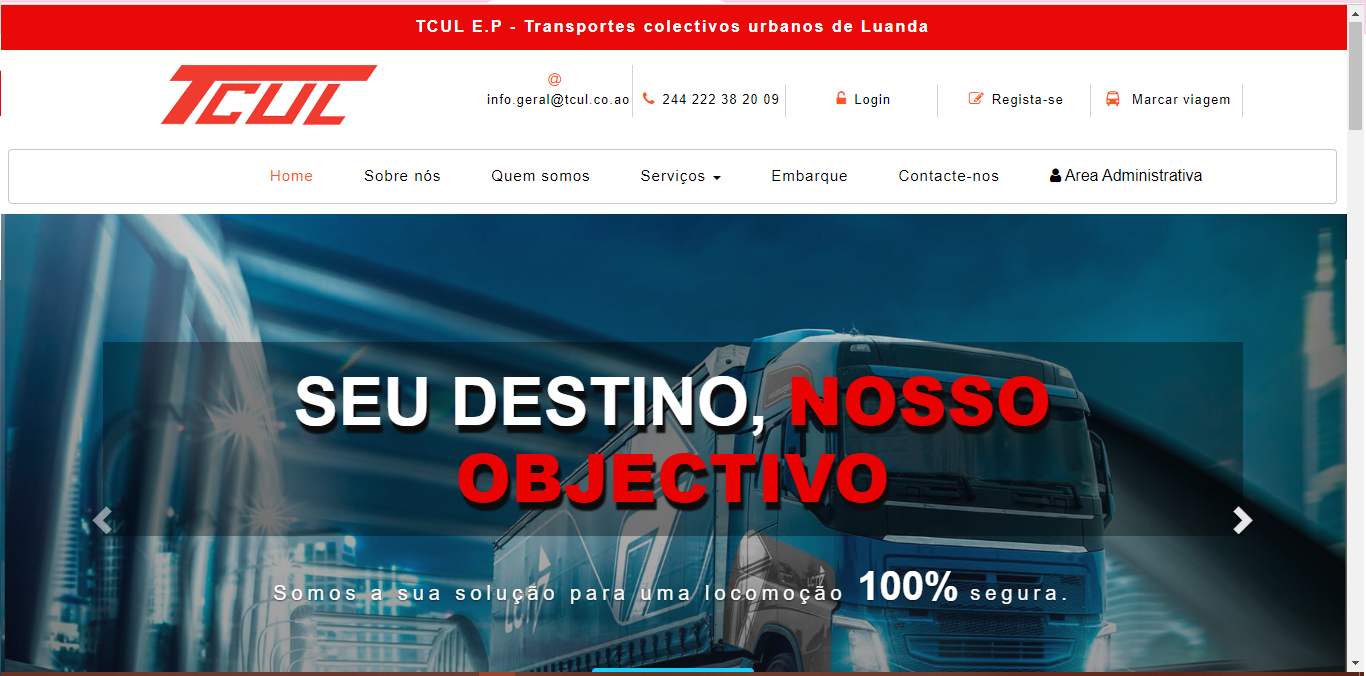 TCUL E.P - Transportes colectivos urbanos de Luanda
TCUL
@
info.geral@tcul.co.ao
244 222 38 20 09
Login
Regista-se
Marcar viagem
Home
Sobre nós
Quem somos
Serviços
Embarque
Contacte-nos
Area Administrativa
SEU DESTINO, NOSSO
OBJECTIVO
Somos a sua solução para uma locomoção 100% segura.